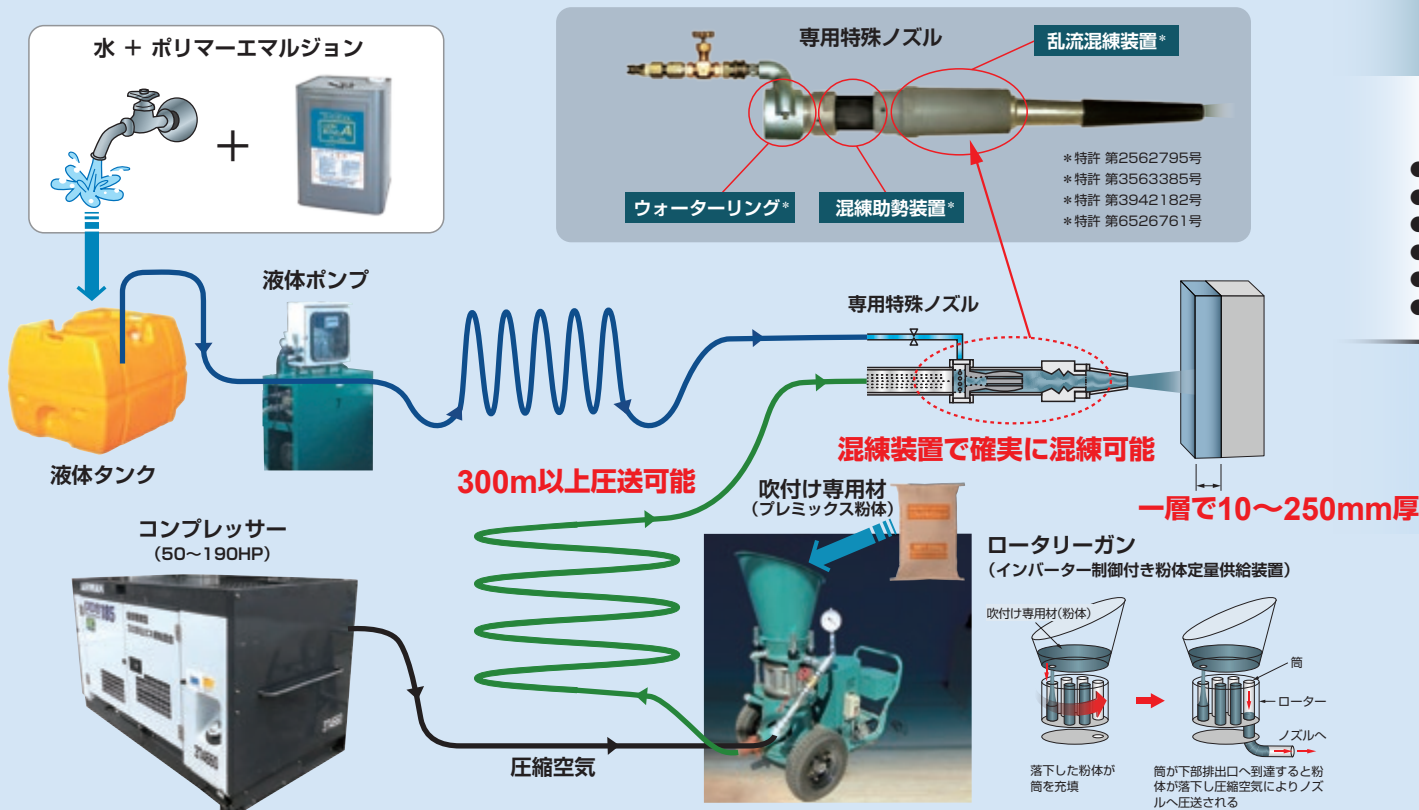 水 + ポリマーエマルジョン
専用特殊ノズル
乱流混練装置*
ウォーターリング*
混練助勢装置*
*特許 第2562795号
*特許 第3563385号
*特許 第3942182号
*特許 第6526761号
液体ポンプ
専用特殊ノズル
液体タンク
混練装置で確実に混練可能
300m以上圧送可能
吹付け専用材
(プレミックス粉体)
一層で10～250mm厚
コンプレッサー
(50～190HP)
ロータリーガン
(インバーター制御付き粉体定量供給装置)
吹付け専用材(粉体)
筒
ローター
ノズルへ
圧縮空気
落下した粉体が
筒を充填
筒が下部排出口へ到達すると粉
体が落下し圧縮空気によりノズ
ルへ圧送される